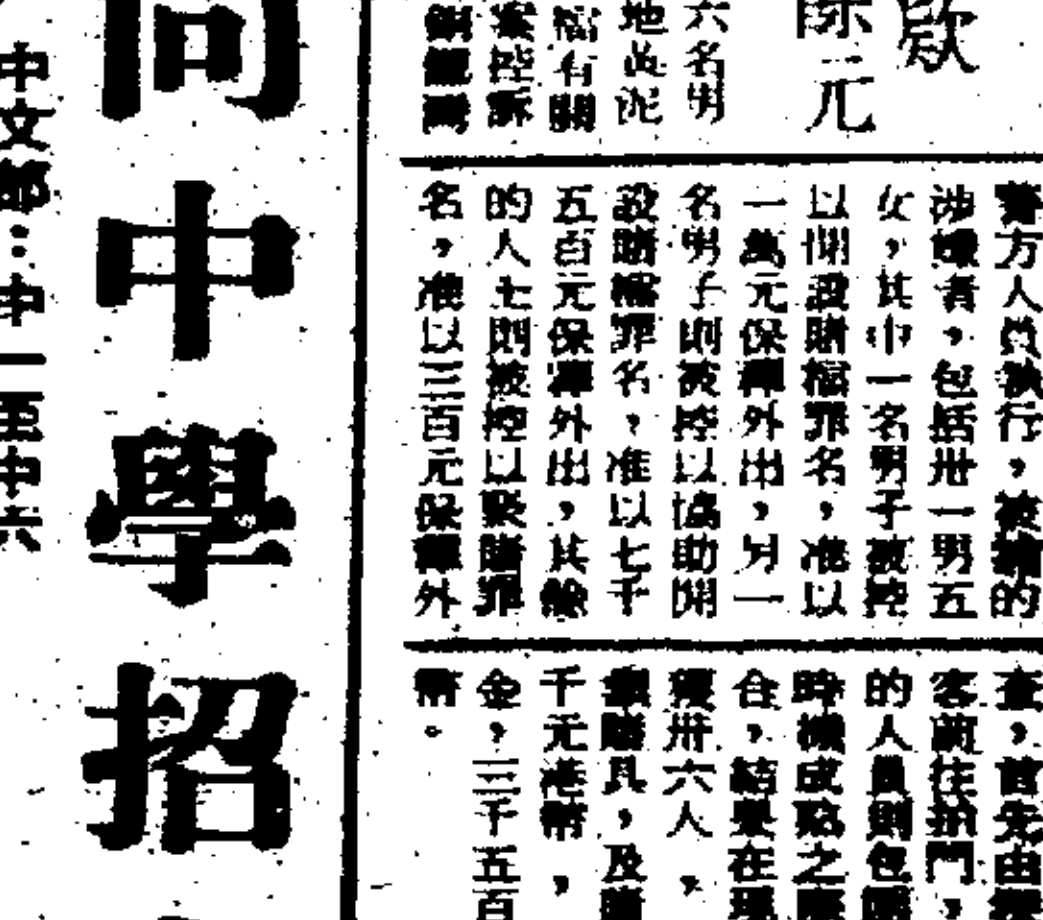 欵
陳元
六名男
地 泥
福有關
案控訴
警方人員執行，被捕的
涉嫌者，包括卅一男五
女，其中一名男子被控
以開設賭檔罪名，准以
一萬元保釋外出，另一
名男子則被控以協助開
設賭檔罪名，准以七千
五百元保釋外出，其餘
的人士則被控以聚賭罪
名，准以三百元保釋外
查，首先由
客前往拍門，
的人員則包
時機成熟之際
合，結果在現
獲卅六人，
賭具，及賭
千元港幣，
金，三千五百
幣。
同中學招
中文部：中一至中六